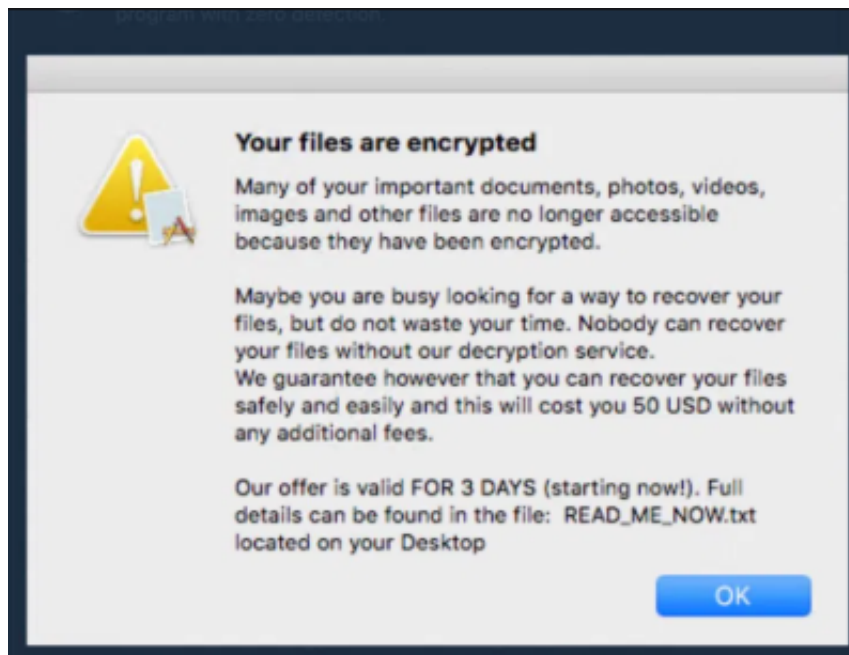 program with zero detection.
Your files are encrypted
Many of your important documents, photos, videos,
images and other files are no longer accessible
because they have been encrypted.
Maybe you are busy looking for a way to recover your
files, but do not waste your time. Nobody can recover
your files without our decryption service.
We guarantee however that you can recover your files
safely and easily and this will cost you 50 USD without
any additional fees.
Our offer is valid FOR 3 DAYS (starting now!). Full
details can be found in the file: READ_ME_NOW.txt
located on your Desktop
OK